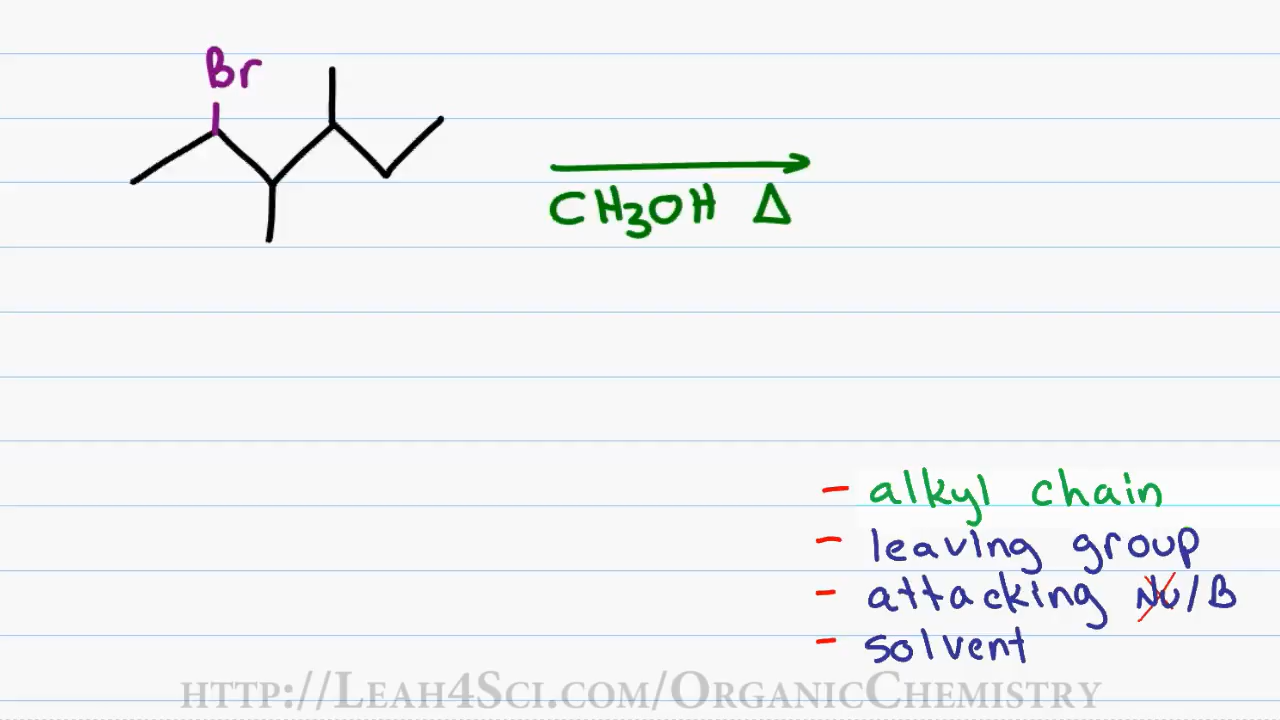 Br
CH3OH Δ
- alkyl chain
- leaving group
- attacking Nu/B
- solvent
HTTP://LEAH4SCI.COM/ORGANICCHEMISTRY